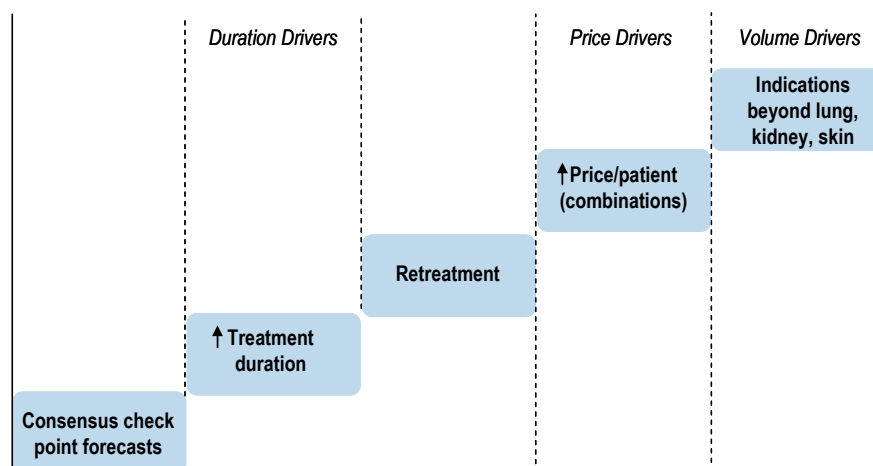 Duration Drivers
Price Drivers
Volume Drivers
Indications
beyond lung,
kidney, skin
Price/patient
(combinations)
Retreatment
Treatment
duration
Consensus check
point forecasts